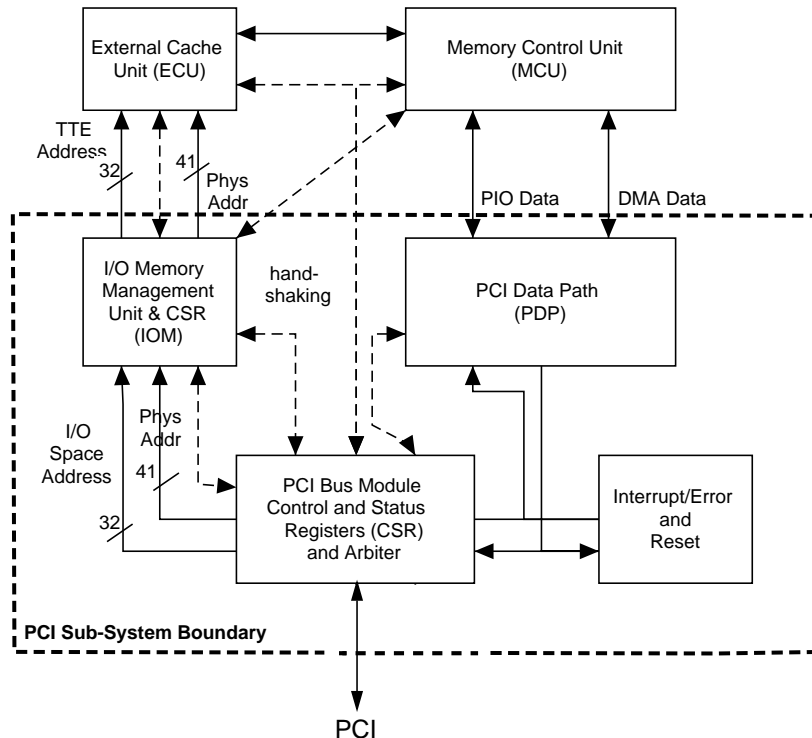 External Cache
Unit (ECU)
Memory Control Unit
(MCU)
TTE
Address
32
41
Phys
Addr
PIO Data
DMA Data
I/O Memory
Management
Unit & CSR
(IOM)
hand-
shaking
PCI Data Path
(PDP)
I/O
Space
Address
Phys
Addr
41
32
PCI Bus Module
Control and Status
Registers (CSR)
and Arbiter
Interrupt/Error
and
Reset
PCI Sub-System Boundary
PCI